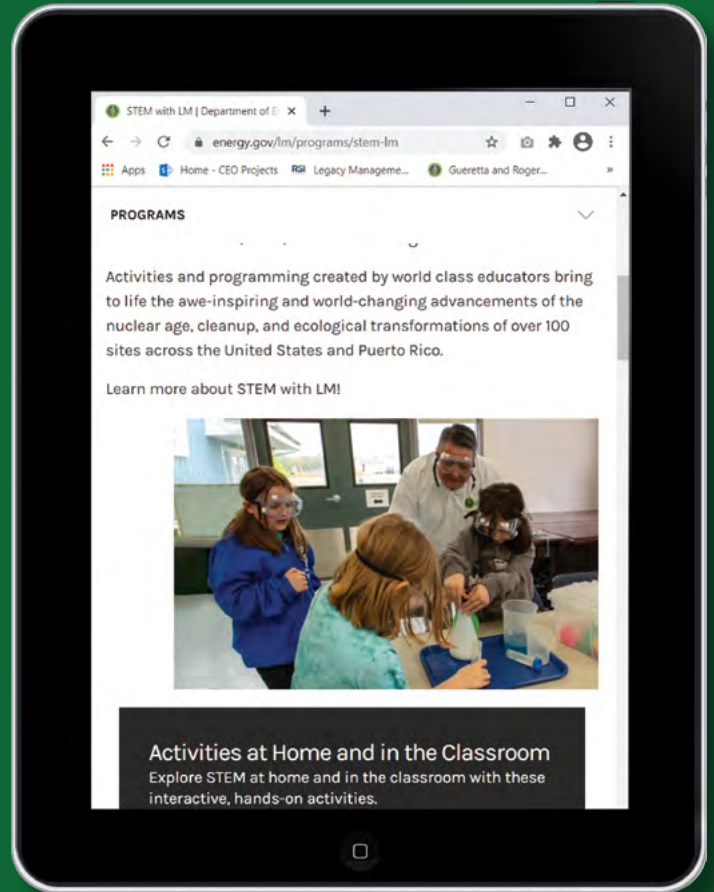 STEM with LM | Department of E
energy.gov/lm/programs/stem-lm
Apps Home - CEO Projects RSI Legacy Manageme... Gueretta and Roger...
PROGRAMS
Activities and programming created by world class educators bring
to life the awe-inspiring and world-changing advancements of the
nuclear age, cleanup, and ecological transformations of over 100
sites across the United States and Puerto Rico.
Learn more about STEM with LM!
Activities at Home and in the Classroom
Explore STEM at home and in the classroom with these
interactive, hands-on activities.